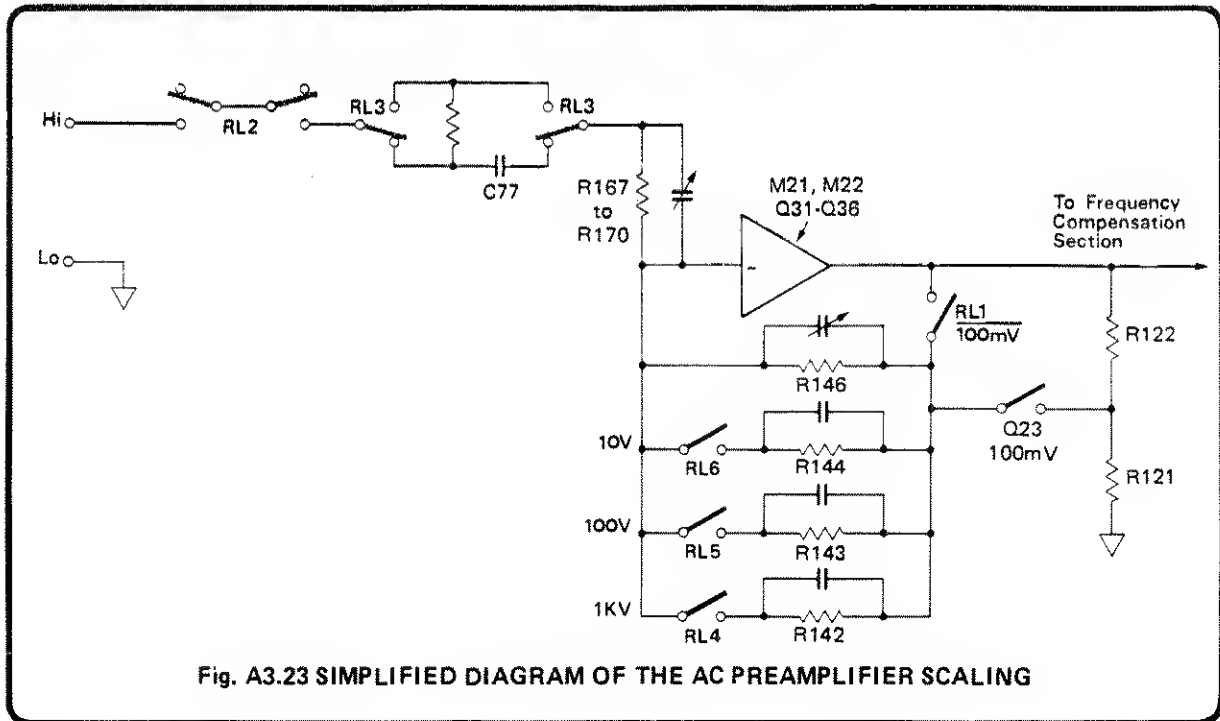 Hi
RL2
RL3
RL3
C77
R167
to
R170
M21, M22
Q31-Q36
To Frequency
Compensation
Section
Lo
-
RL1
100mV
R122
R146
Q23
100mV
10V
RL6
R144
R121
100V
RL5
R143
1KV
RL4
R142
Fig. A3.23 SIMPLIFIED DIAGRAM OF THE AC PREAMPLIFIER SCALING